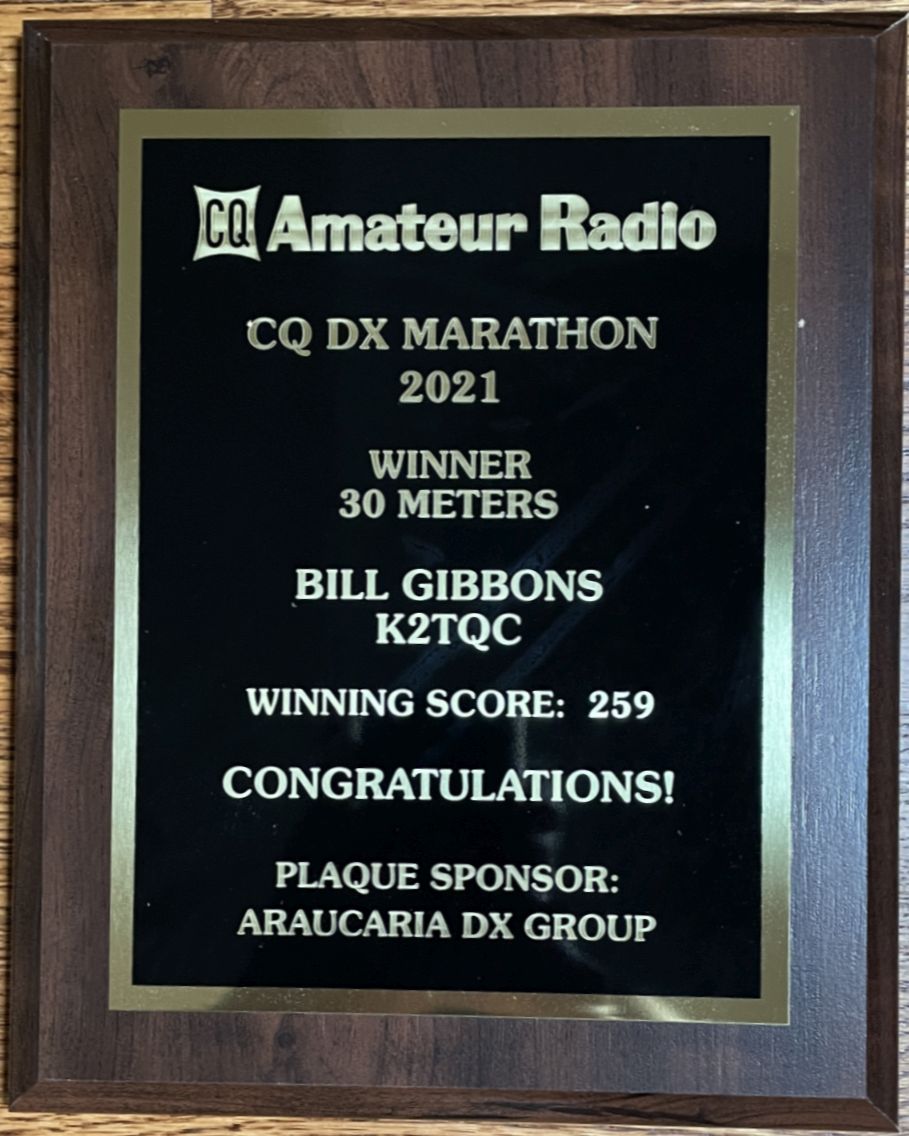 CQ Amateur Radio
CQ DX MARATHON
2021
WINNER
30 METERS
BILL GIBBONS
K2TQC
WINNING SCORE: 259
CONGRATULATIONS!
PLAQUE SPONSOR:
ARAUCARIA DX GROUP